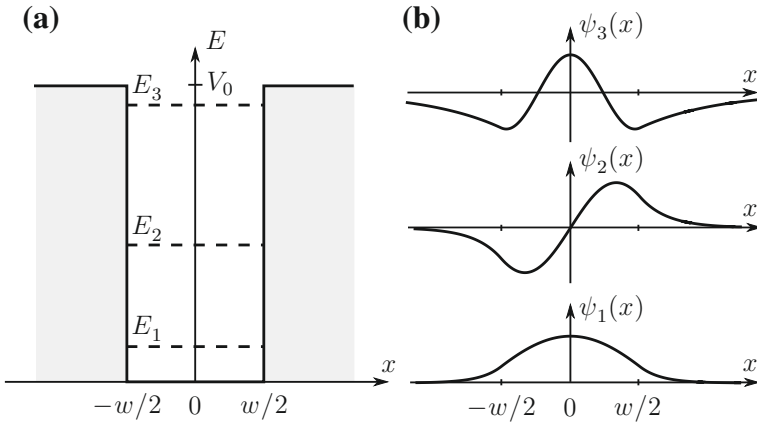 (a)
E
V₀
E₃
E₂
E₁
x
−w/2 0 w/2
(b)
ψ₃(x)
x
ψ₂(x)
x
ψ₁(x)
x
−w/2 0 w/2